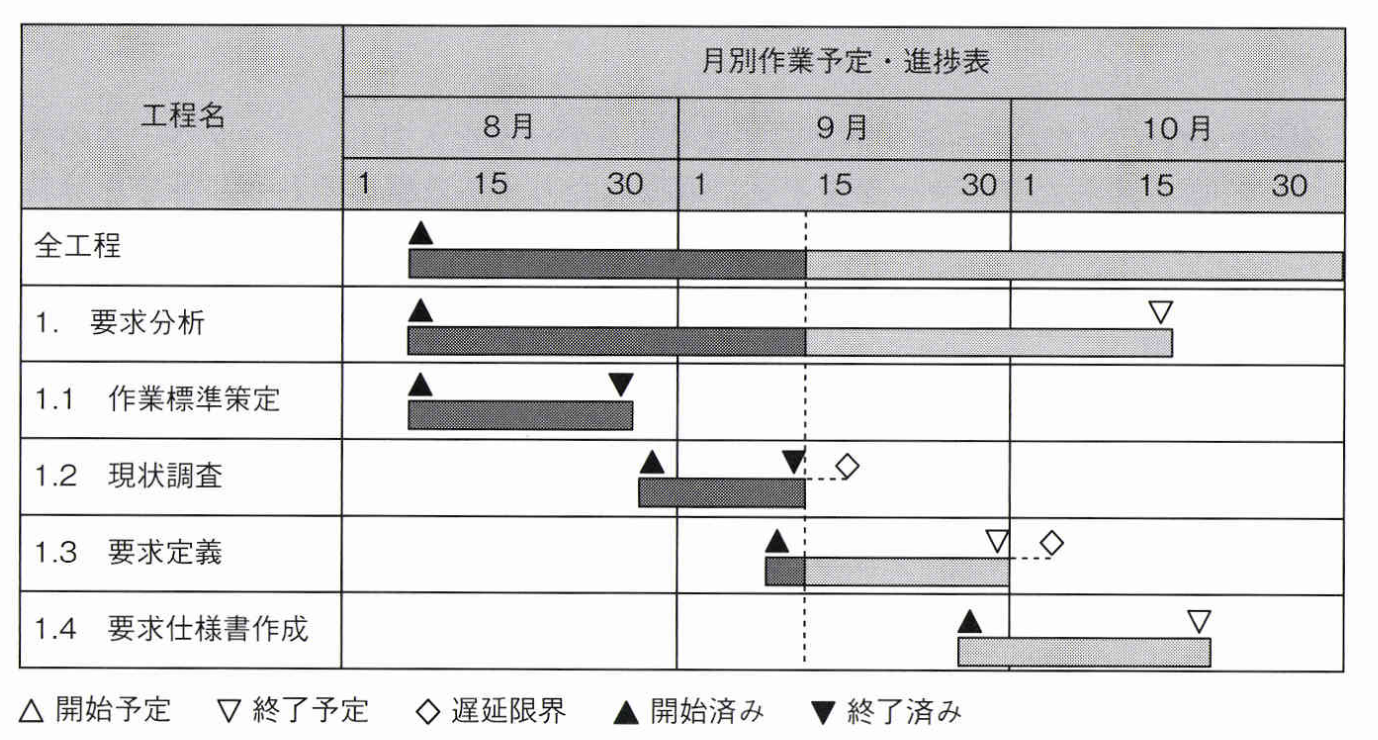 月別作業予定・進捗表
工程名
8月 9月 10月
1 15 30 1 15 30 1 15 30
全工程
1. 要求分析
1.1 作業標準策定
1.2 現状調査
1.3 要求定義
1.4 要求仕様書作成
△ 開始予定 ▽ 終了予定 ◇ 遅延限界 ▲ 開始済み ▼ 終了済み